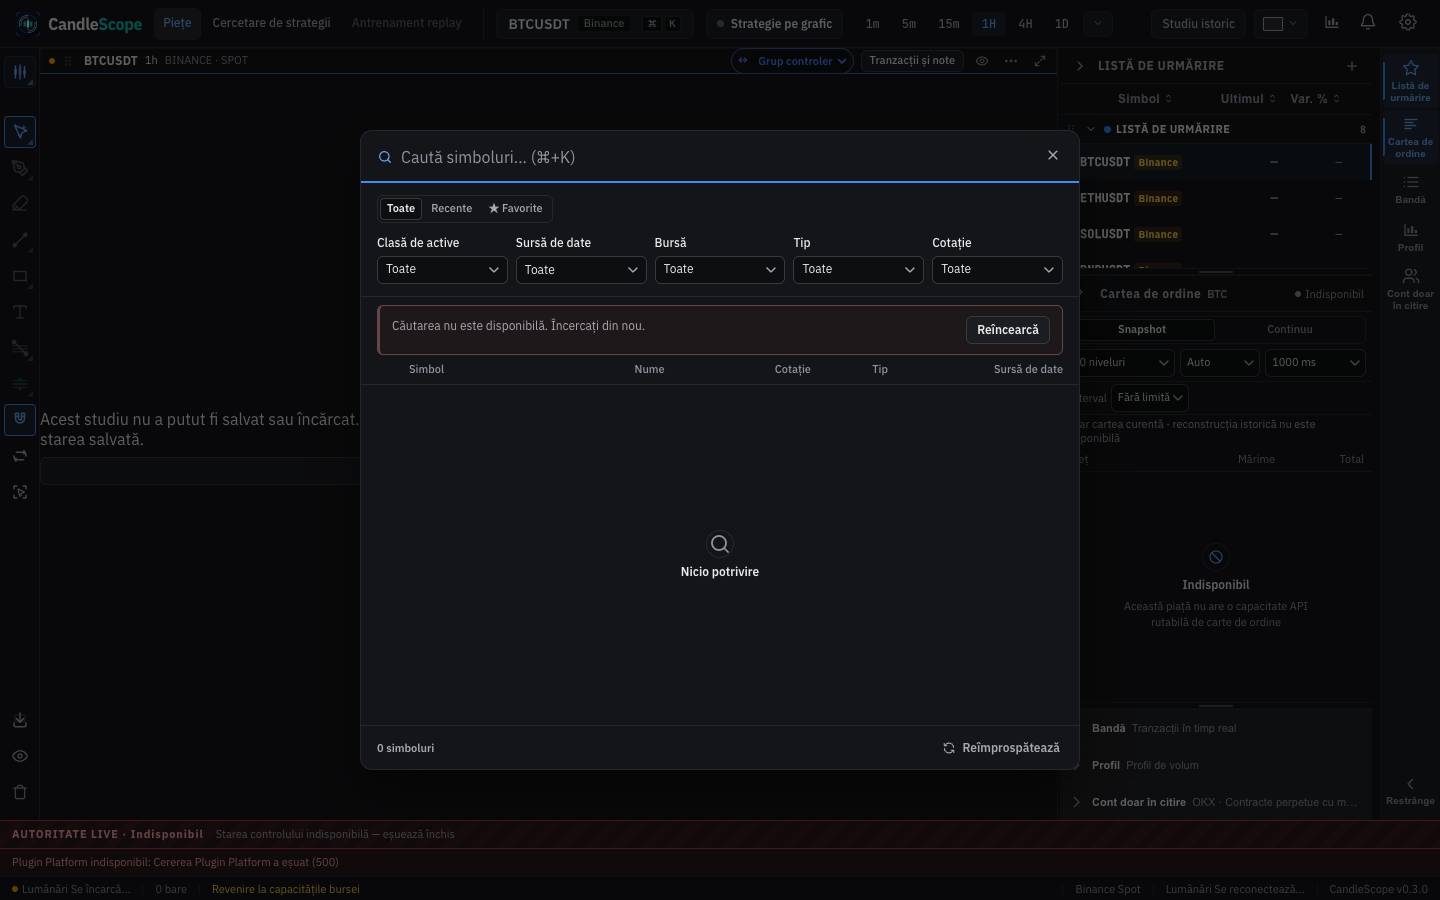 CandleScope
Piețe
Cercetare de strategii
Antrenament replay
BTCUSDT Binance ⌘ K
Strategie pe grafic
1m 5m 15m 1H 4H 1D
Studiu istoric
BTCUSDT 1h BINANCE · SPOT
Grup controler
Tranzacții și note
LISTĂ DE URMĂRIRE
Simbol Ultimul Var. %
LISTĂ DE URMĂRIRE 8
BTCUSDT Binance — —
ETHUSDT Binance — —
SOLUSDT Binance — —
Listă de
urmărire
Cartea de
ordine
Bandă
Profil
Cont doar
în citire
Restrânge
Caută simboluri... (⌘+K)
Toate
Recente
★ Favorite
Clasă de active
Sursă de date
Bursă
Tip
Cotație
Toate
Toate
Toate
Toate
Toate
Căutarea nu este disponibilă. Încercați din nou.
Reîncearcă
Simbol Nume Cotație Tip Sursă de date
Nicio potrivire
0 simboluri
Reîmprospătează
Acest studiu nu a putut fi salvat sau încărcat.
starea salvată.
Cartea de ordine BTC
Indisponibil
Snapshot
Continuu
niveluri
Auto
1000 ms
Fără limită
cartea curentă · reconstrucția istorică nu este
Mărime Total
Indisponibil
Această piață nu are o capacitate API
rutabilă de carte de ordine
Bandă Tranzacții în timp real
Profil Profil de volum
Cont doar în citire OKX · Contracte perpetue cu m...
AUTORITATE LIVE · Indisponibil Starea controlului indisponibilă — eșuează închis
Plugin Platform indisponibil: Cererea Plugin Platform a eșuat (500)
Lumânări Se încarcă...
0 bare
Revenire la capacitățile bursei
Binance Spot
Lumânări Se reconectează...
CandleScope v0.3.0